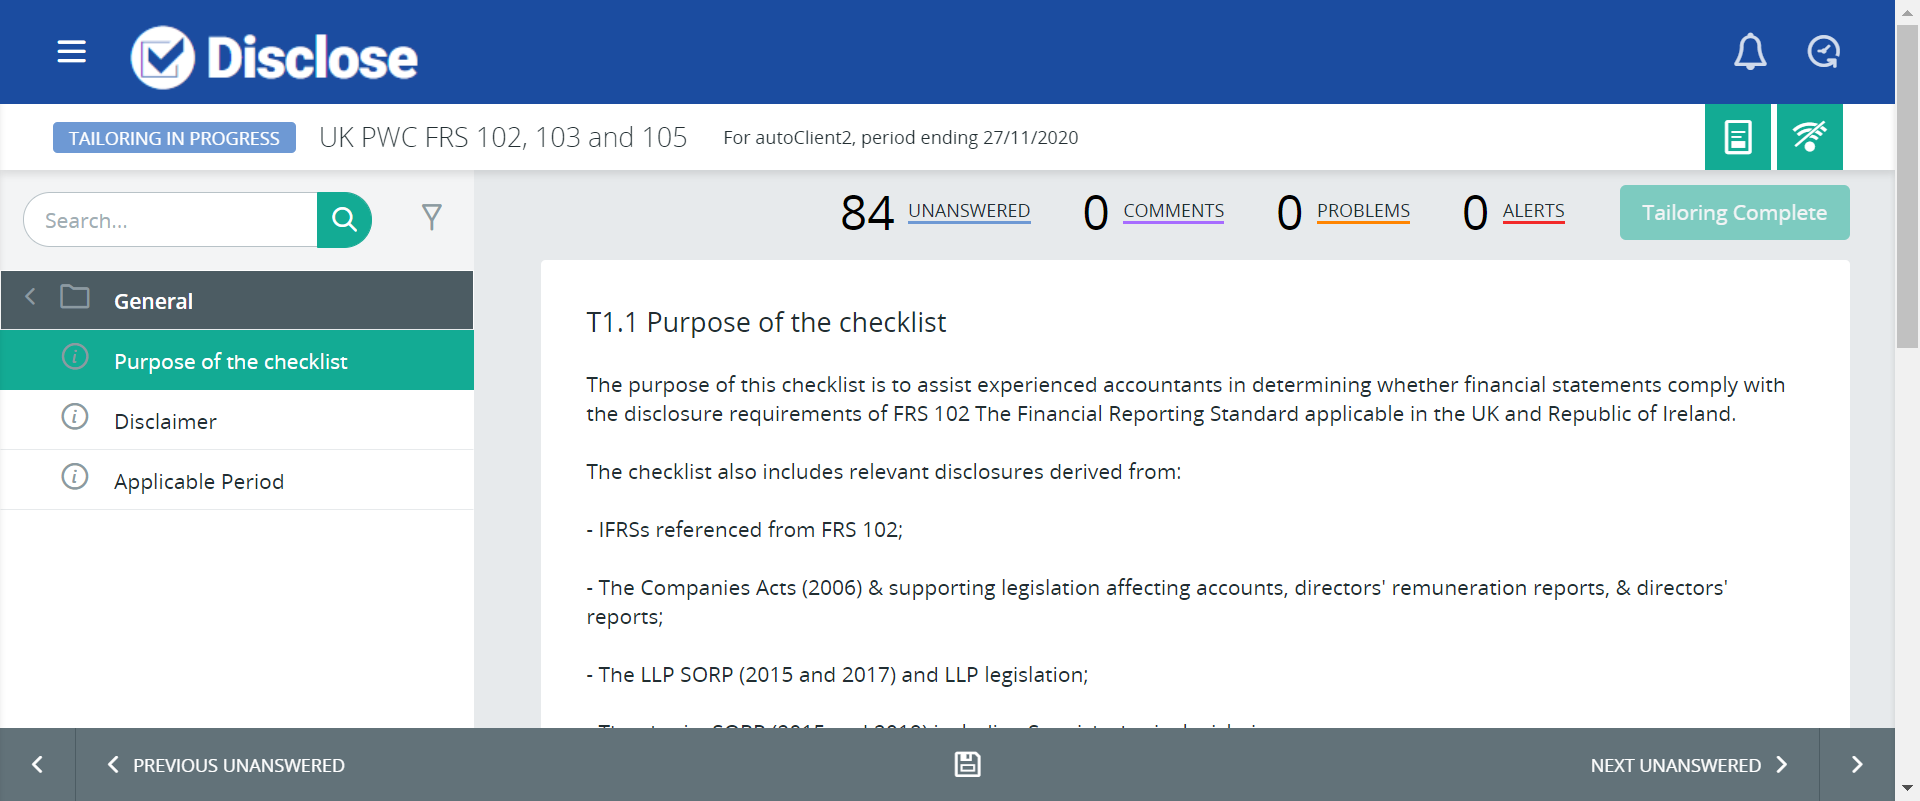 Disclose
TAILORING IN PROGRESS
UK PWC FRS 102, 103 and 105
For autoClient2, period ending 27/11/2020
Search...
84 UNANSWERED
0 COMMENTS
0 PROBLEMS
0 ALERTS
Tailoring Complete
General
Purpose of the checklist
Disclaimer
Applicable Period
T1.1 Purpose of the checklist
The purpose of this checklist is to assist experienced accountants in determining whether financial statements comply with
the disclosure requirements of FRS 102 The Financial Reporting Standard applicable in the UK and Republic of Ireland.
The checklist also includes relevant disclosures derived from:
- IFRSs referenced from FRS 102;
- The Companies Acts (2006) & supporting legislation affecting accounts, directors' remuneration reports, & directors'
reports;
- The LLP SORP (2015 and 2017) and LLP legislation;
PREVIOUS UNANSWERED
NEXT UNANSWERED